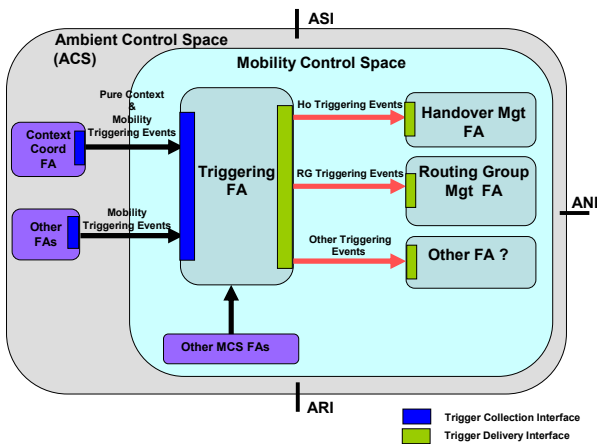 ASI
Ambient Control Space
(ACS)
Mobility Control Space
Pure Context
&
Mobility
Triggering Events
Context
Coord
FA
Mobility
Triggering Events
Other
FAs
Triggering
FA
Ho Triggering Events
Handover Mgt
FA
RG Triggering Events
Routing Group
Mgt FA
ANI
Other Triggering
Events
Other FA ?
Other MCS FAs
ARI
Trigger Collection Interface
Trigger Delivery Interface